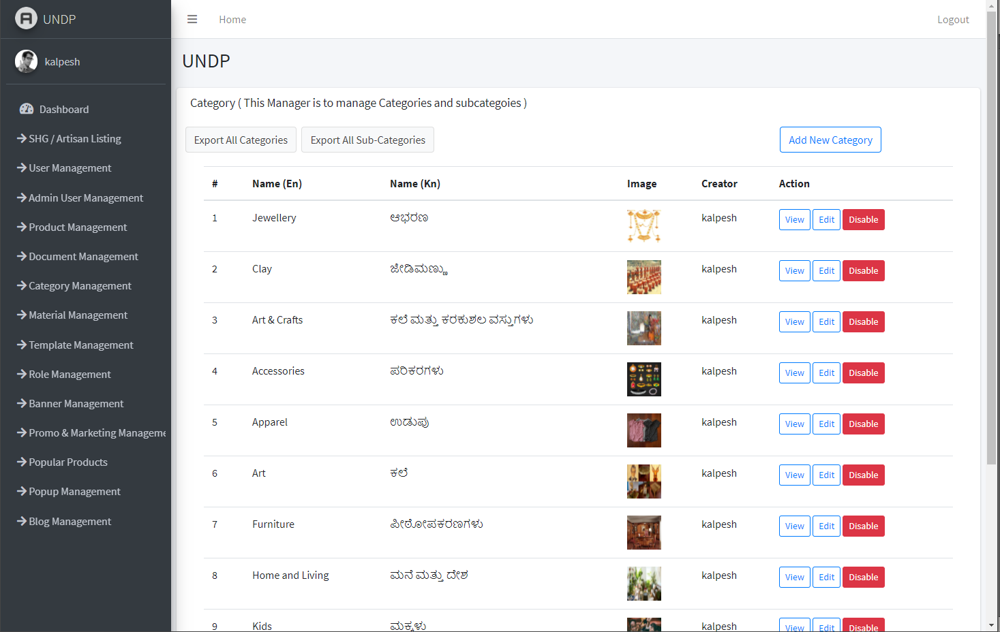 UNDP
Home
Logout
kalpesh
Dashboard
SHG / Artisan Listing
User Management
Admin User Management
Product Management
Document Management
Category Management
Material Management
Template Management
Role Management
Banner Management
Promo & Marketing Manageme
Popular Products
Popup Management
Blog Management
UNDP
Category ( This Manager is to manage Categories and subcategoies )
Export All Categories Export All Sub-Categories Add New Category
# Name (En) Name (Kn) Image Creator Action
1 Jewellery ಆಭರಣ kalpesh View Edit Disable
2 Clay ಜೇಡಿಮಣ್ಣು kalpesh View Edit Disable
3 Art & Crafts ಕಲೆ ಮತ್ತು ಕರಕುಶಲ ವಸ್ತುಗಳು kalpesh View Edit Disable
4 Accessories ಪರಿಕರಗಳು kalpesh View Edit Disable
5 Apparel ಉಡುಪು kalpesh View Edit Disable
6 Art ಕಲೆ kalpesh View Edit Disable
7 Furniture ಪೀಠೋಪಕರಣಗಳು kalpesh View Edit Disable
8 Home and Living ಮನೆ ಮತ್ತು ದೇಶ kalpesh View Edit Disable
9 Kids ಮಕ್ಕಳು kalpesh View Edit Disable